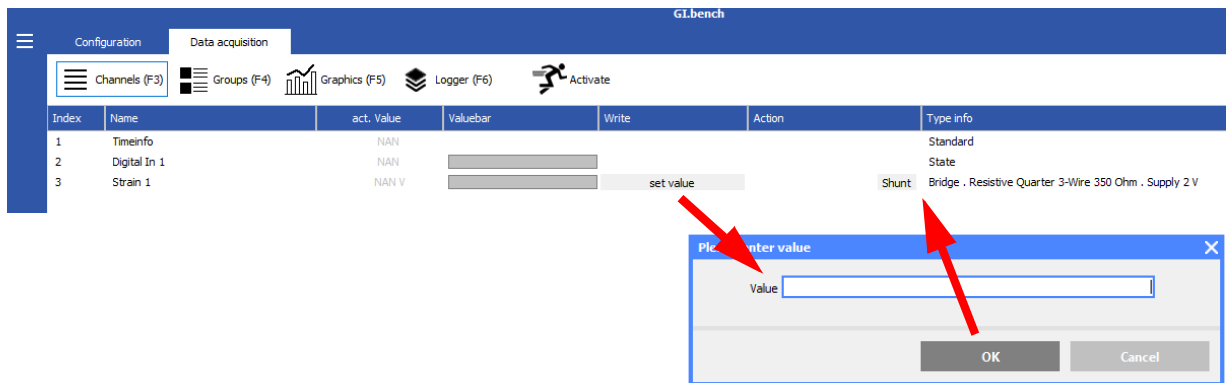 GI.bench
Configuration Data acquisition
Channels (F3) Groups (F4) Graphics (F5) Logger (F6) Activate
Index Name act. Value Valuebar Write Action Type info
1 Timeinfo NAN Standard
2 Digital In 1 NAN State
3 Strain 1 NAN V set value Shunt Bridge . Resistive Quarter 3-Wire 350 Ohm . Supply 2 V
enter value
Value
OK Cancel